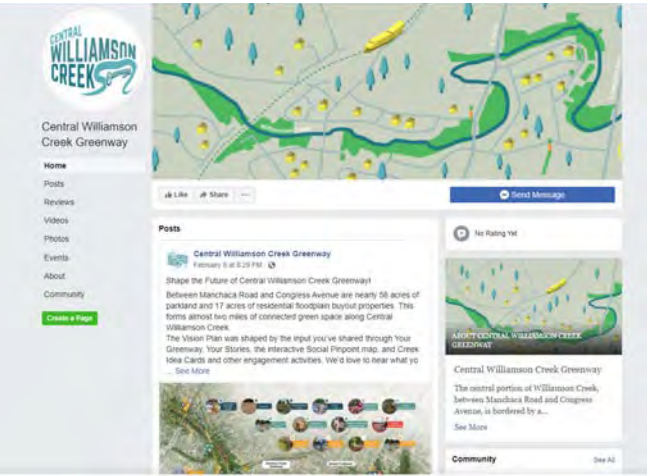 CENTRAL
WILLIAMSON
CREEK
Central Williamson
Creek Greenway
Home
Posts
Reviews
Videos
Photos
Events
About
Community
Create a Page
Like Share ...
Send Message
Posts
Central Williamson Creek Greenway
February 8 at 8:29 PM
Shape the Future of Central Williamson Creek Greenway!
Between Manchaca Road and Congress Avenue are nearly 58 acres of
parkland and 17 acres of residential floodplain buyout properties. This
forms almost two miles of connected green space along Central
Williamson Creek.
The Vision Plan was shaped by the input you've shared through Your
Greenway, Your Stories, the interactive Social Pinpoint map, and Creek
Idea Cards and other engagement activities. We'd love to hear what yo
... See More
No Rating Yet
ABOUT CENTRAL WILLIAMSON CREEK
GREENWAY
Central Williamson Creek Greenway
The central portion of Williamson Creek,
between Manchaca Road and Congress
Avenue, is bordered by a...
See More
Community
See All